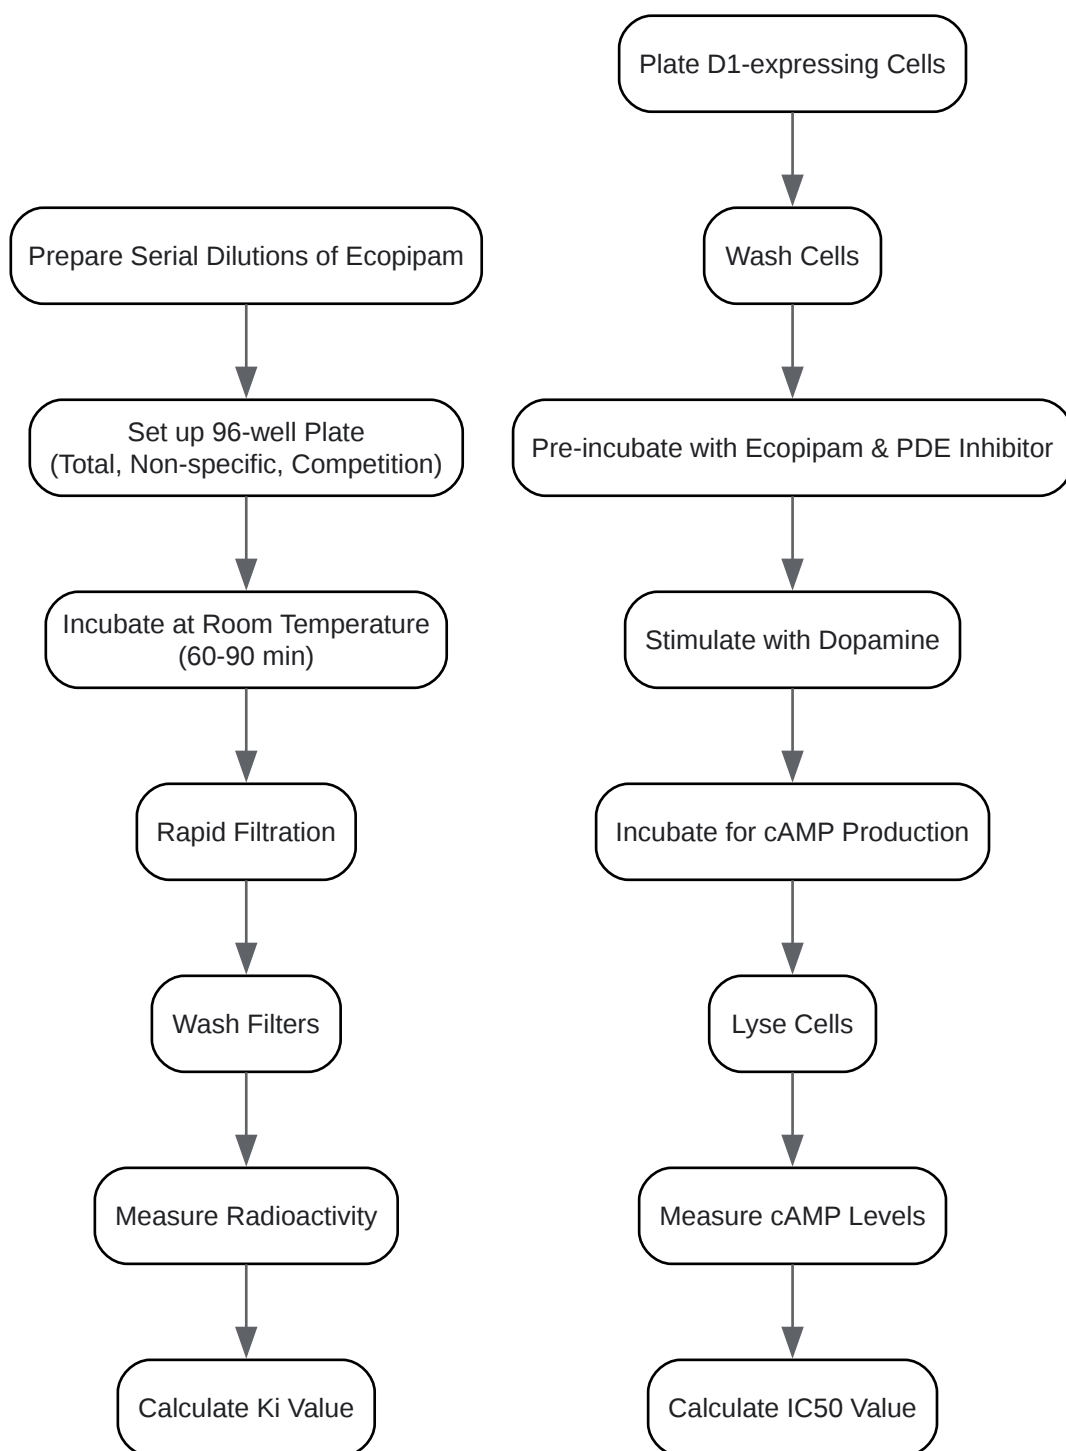 Prepare Serial Dilutions of Ecopipam
Set up 96-well Plate
(Total, Non-specific, Competition)
Incubate at Room Temperature
(60-90 min)
Rapid Filtration
Wash Filters
Measure Radioactivity
Calculate Ki Value
Plate D1-expressing Cells
Wash Cells
Pre-incubate with Ecopipam & PDE Inhibitor
Stimulate with Dopamine
Incubate for cAMP Production
Lyse Cells
Measure cAMP Levels
Calculate IC50 Value